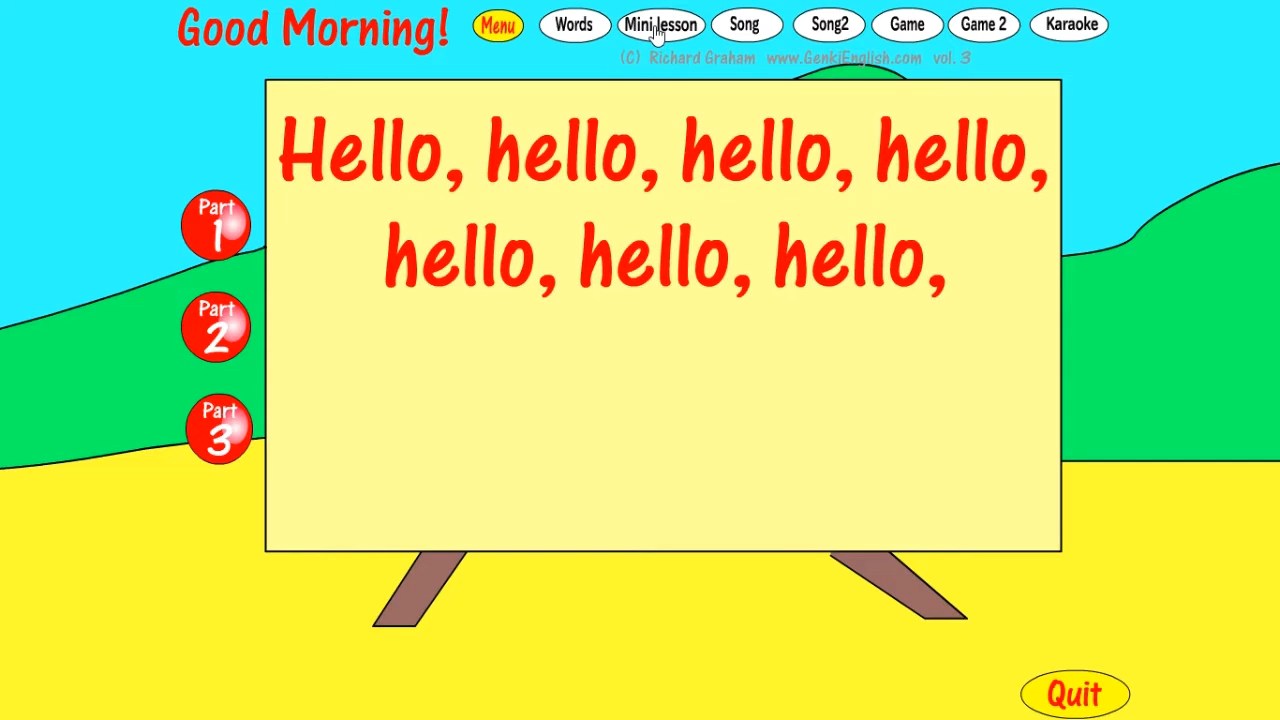 Good Morning! Menu Words Mini lesson Song Song2 Game Game 2 Karaoke
(C) Richard Graham www.GenkiEnglish.com vol. 3
Hello, hello, hello, hello,
hello, hello, hello,
Part
1
Part
2
Part
3
Quit